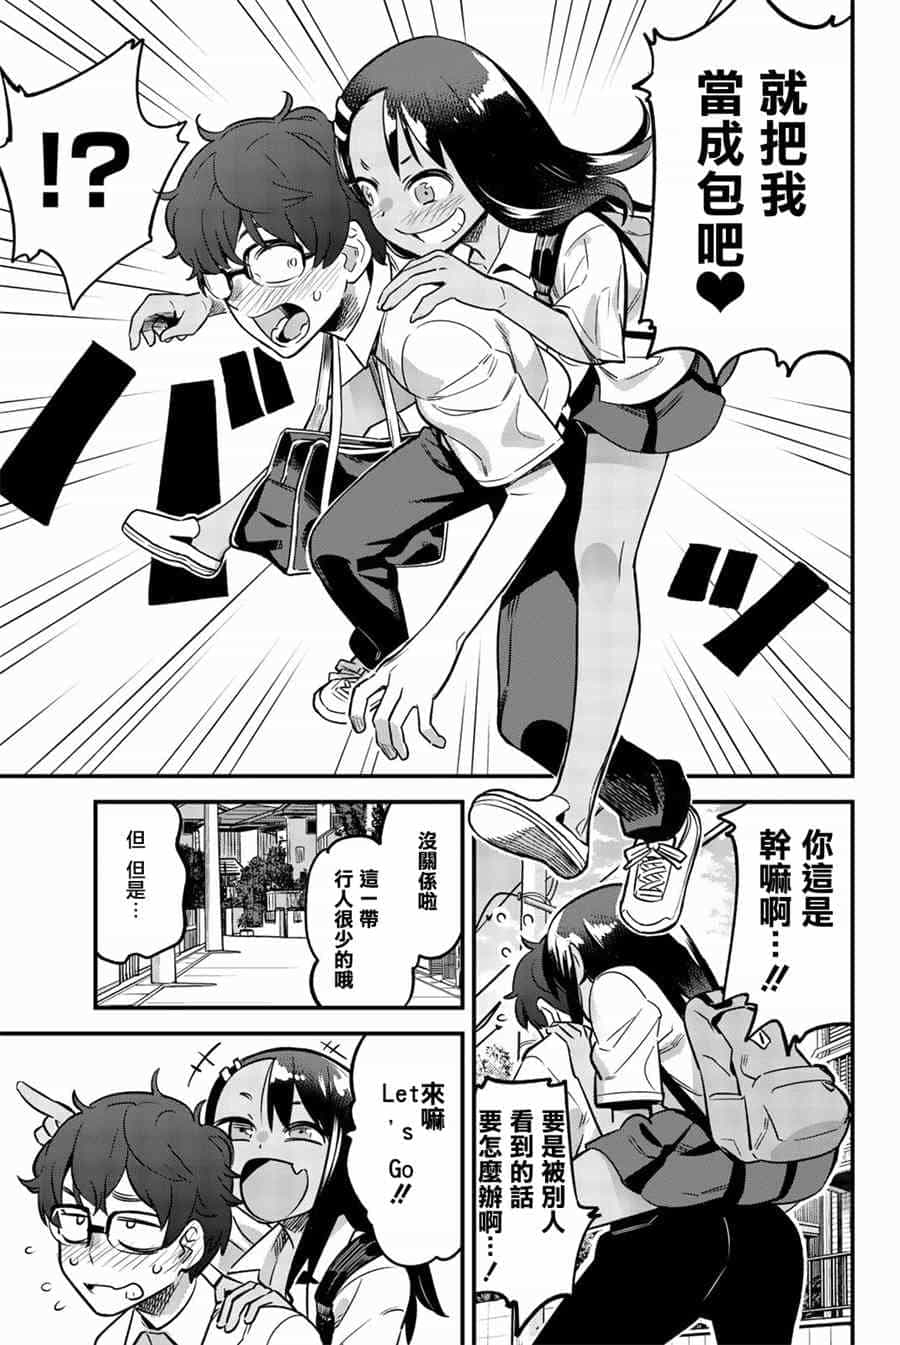 就把我
當成包吧♥
!?
バッ
你這是
幹嘛啊…!!
要是被別人
看到的話
要怎麼辦啊…!!
沒關係啦
這一帶
行人很少的哦
但 但是…
來嘛
Let's Go!!